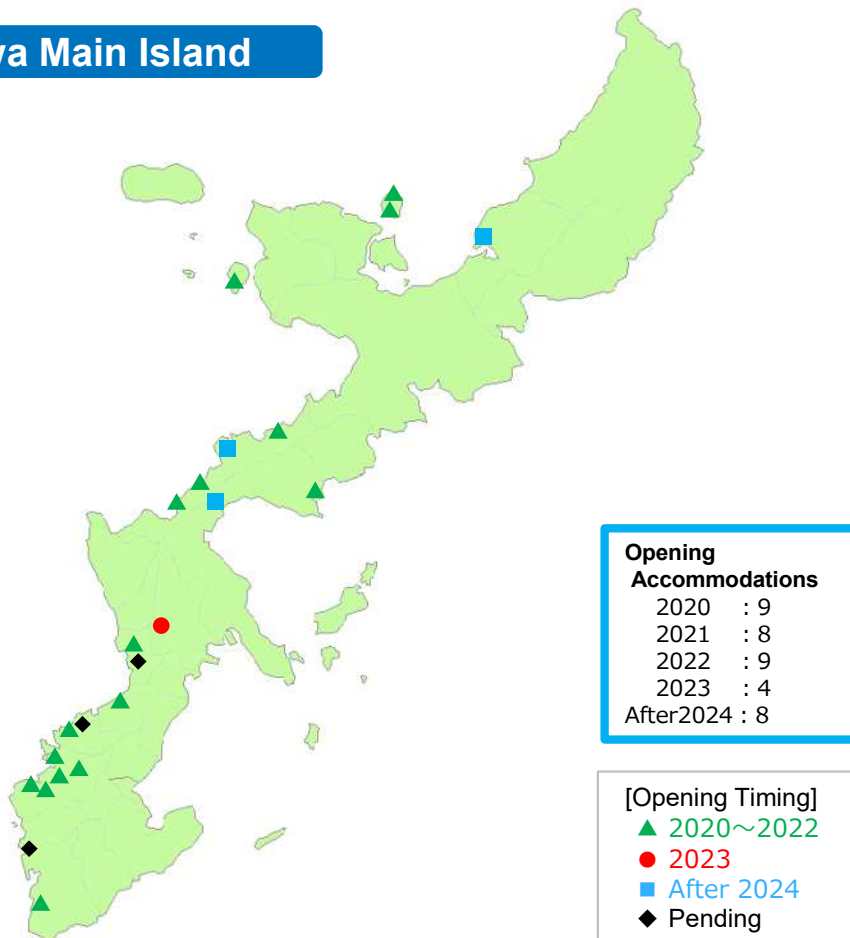 va Main Island
Opening
Accommodations
2020 : 9
2021 : 8
2022 : 9
2023 : 4
After2024 : 8
[Opening Timing]
▲ 2020～2022
● 2023
■ After 2024
◆ Pending